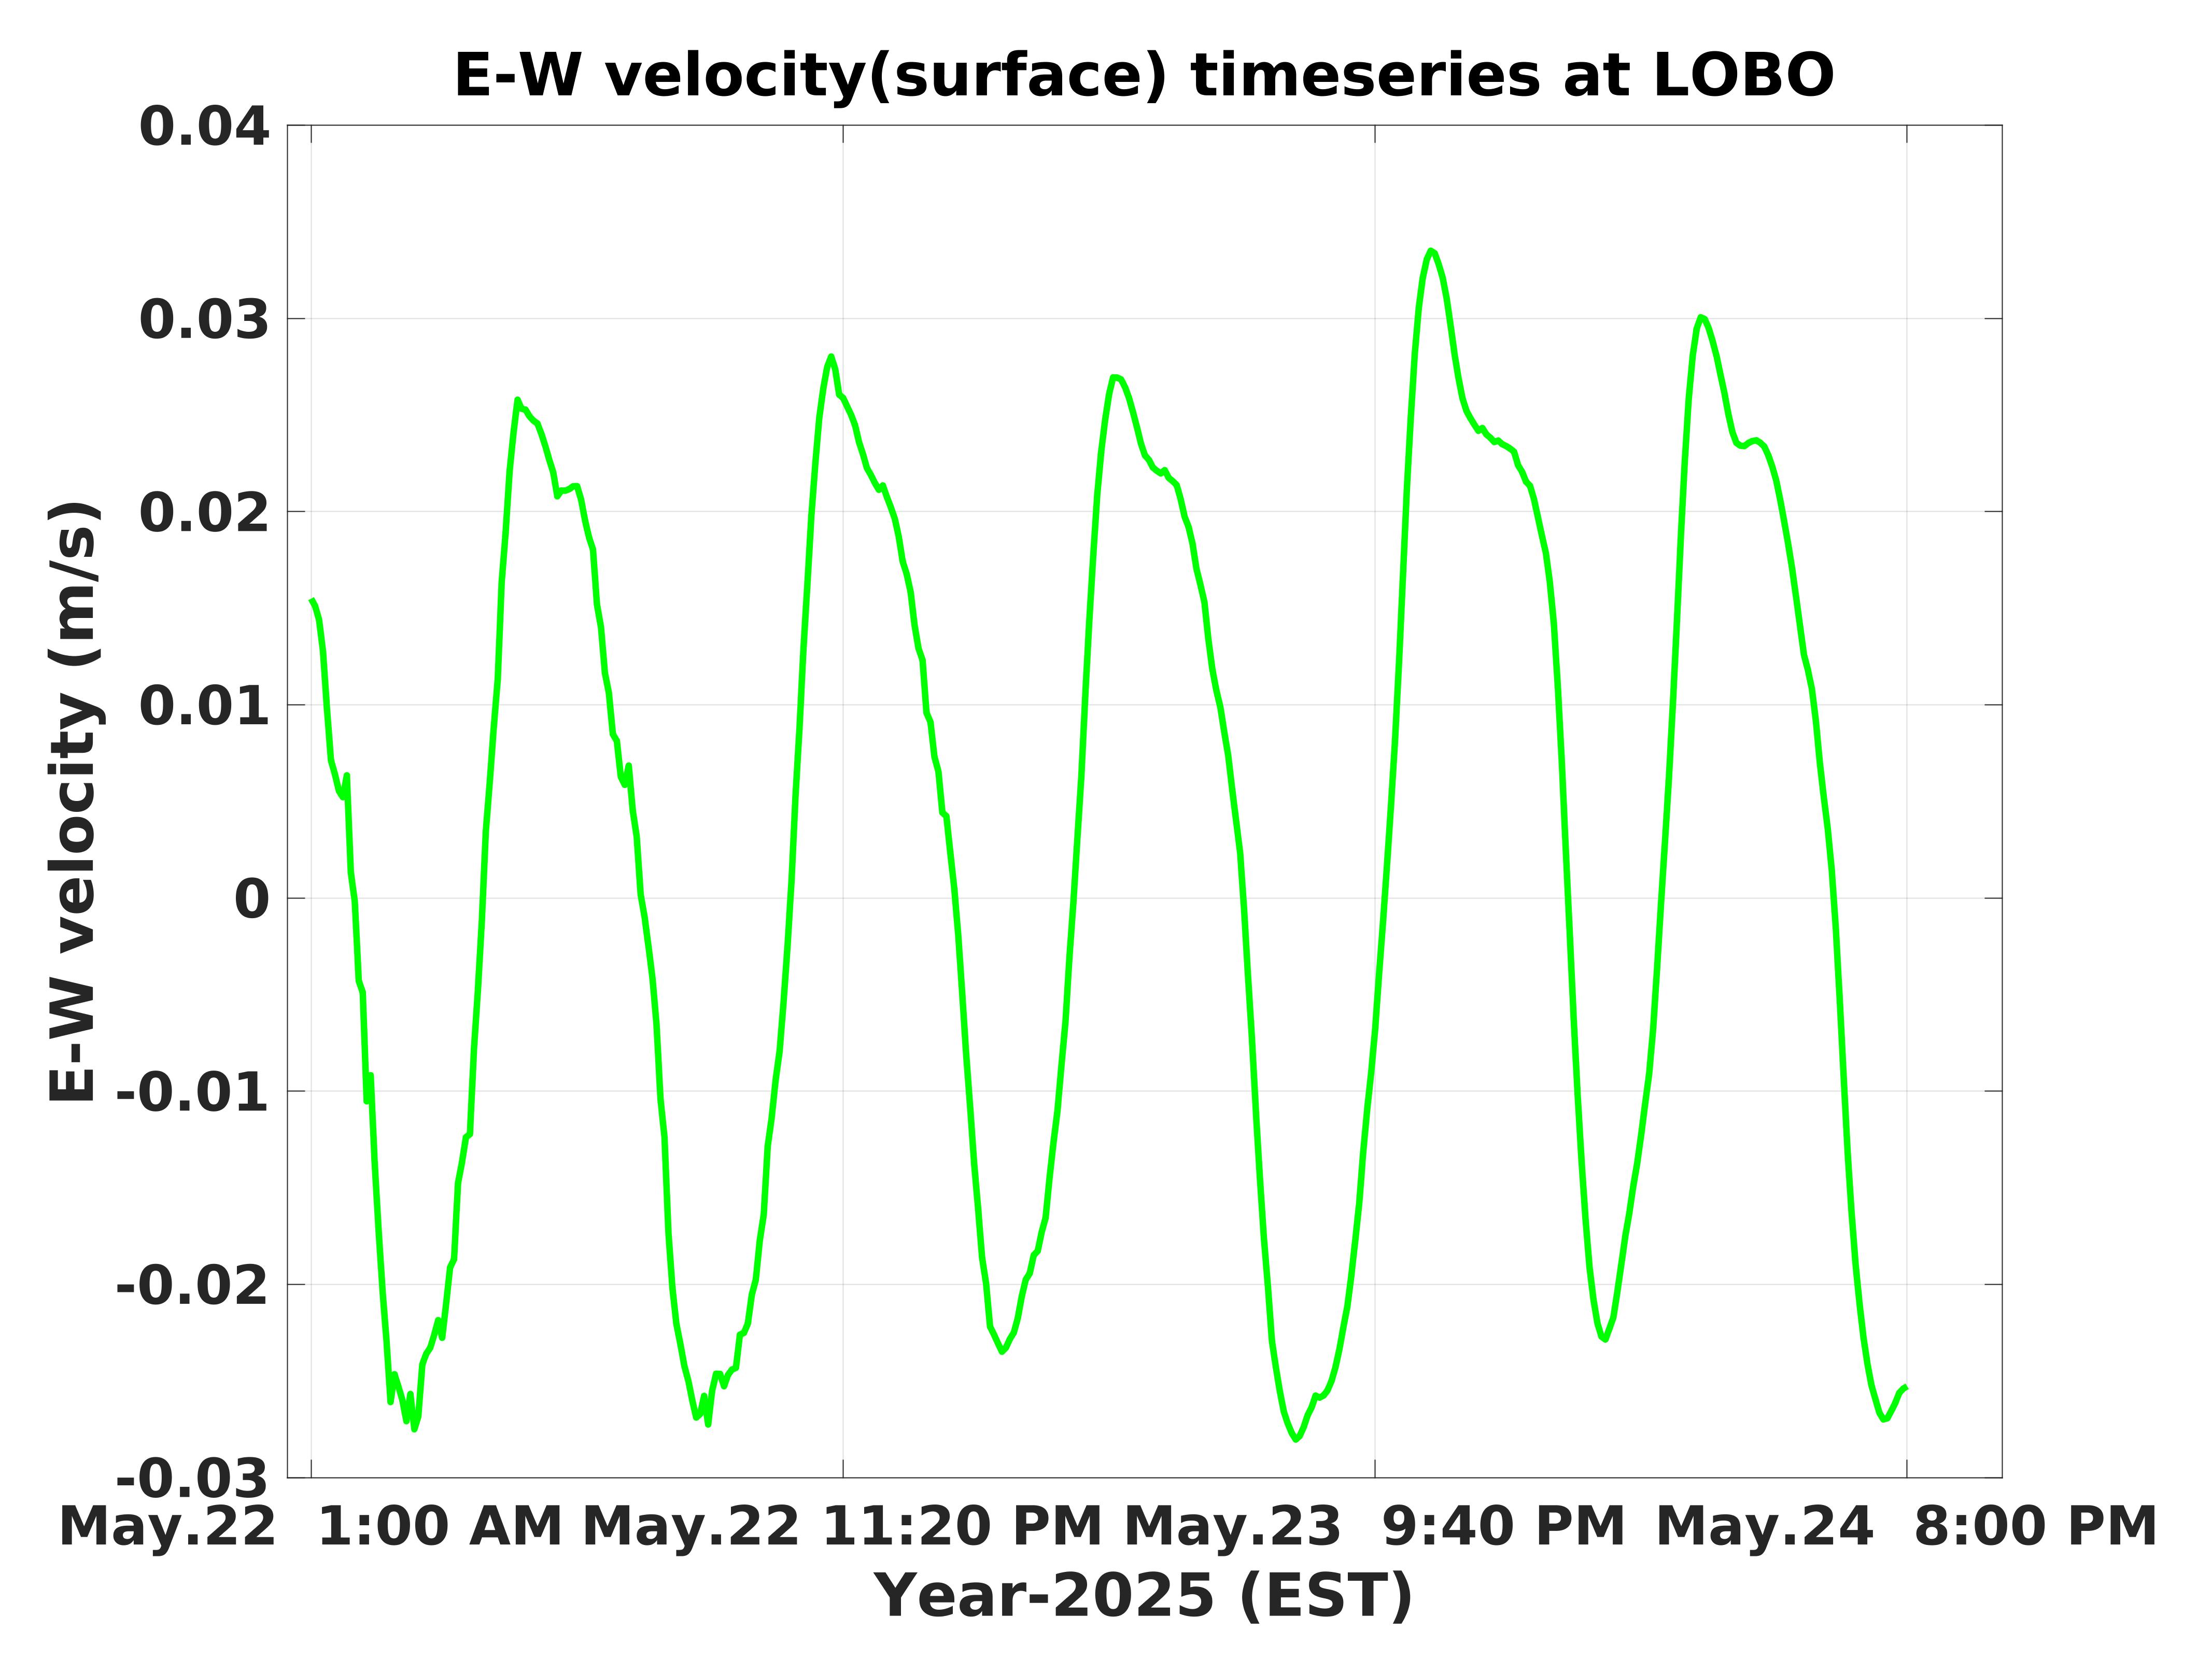 E-W velocity(surface) timeseries at LOBO
E-W velocity (m/s)
0.04
0.03
0.02
0.01
0
-0.01
-0.02
-0.03
May.22 1:00 AM May.22 11:20 PM May.23 9:40 PM May.24 8:00 PM
Year-2025 (EST)